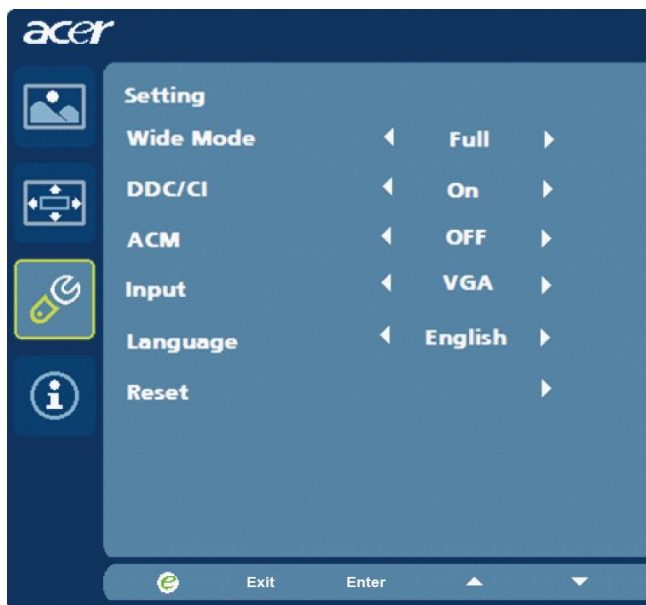 acer
Setting
Wide Mode Full
DDC/CI On
ACM OFF
Input VGA
Language English
Reset
e Exit Enter